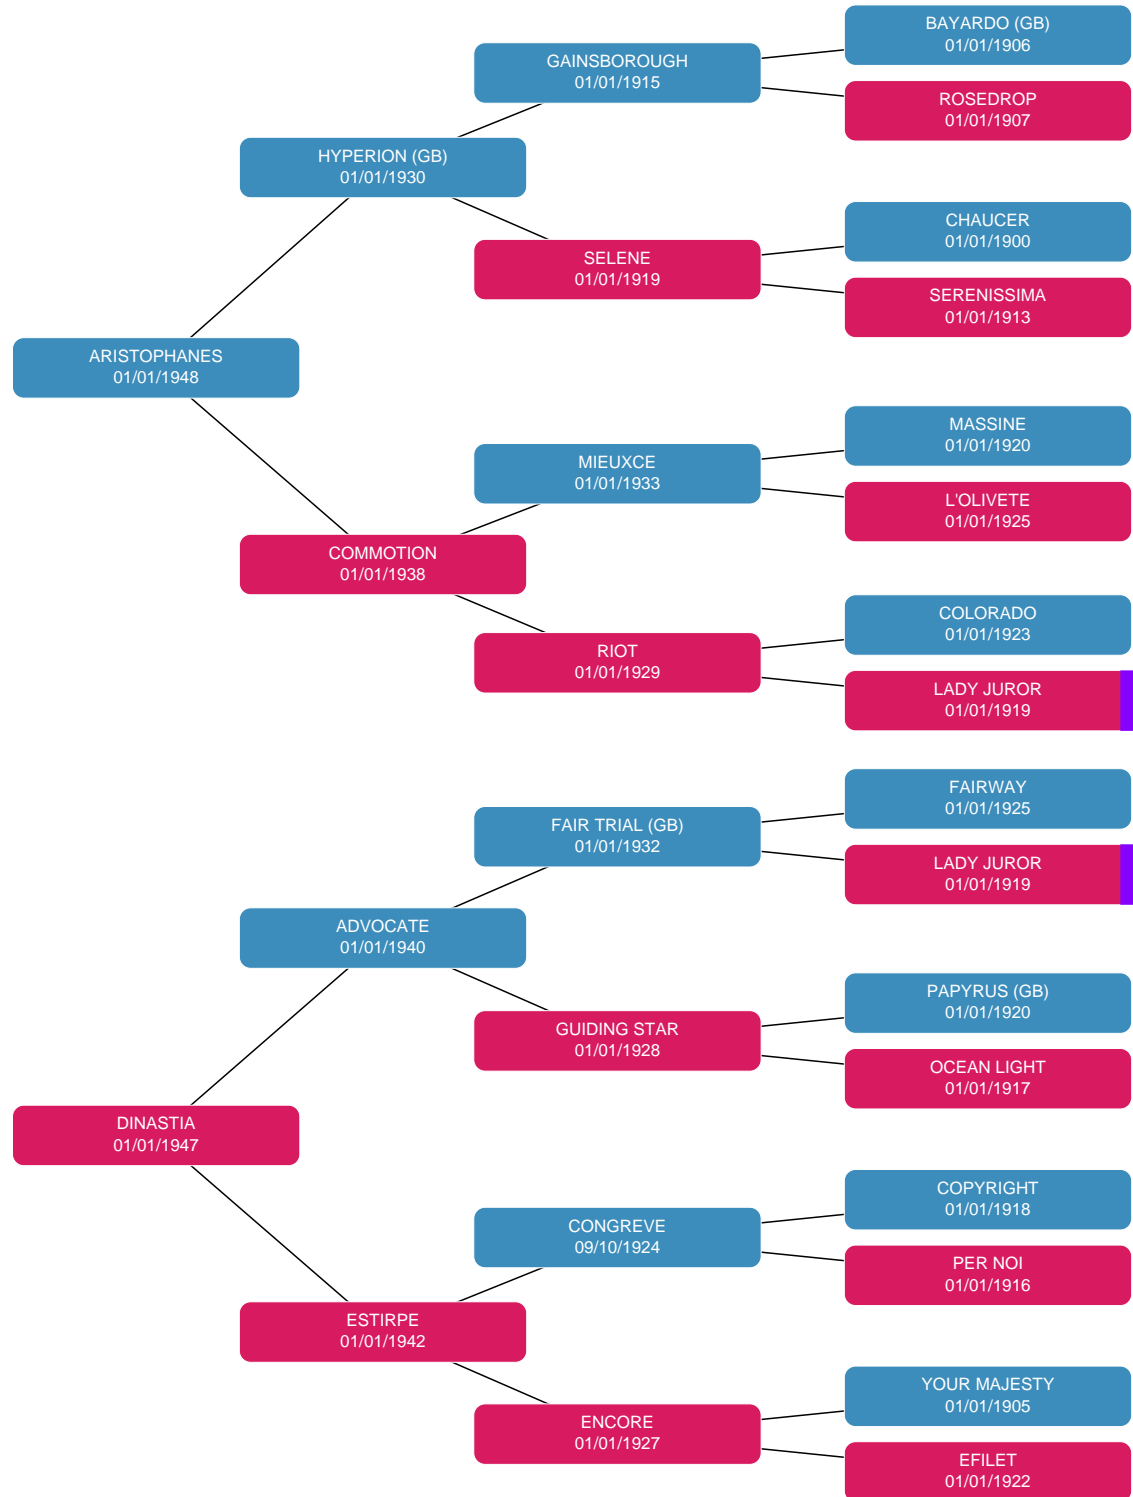 BAYARDO (GB)
01/01/1906
GAINSBOROUGH
01/01/1915
ROSEDROP
01/01/1907
HYPERION (GB)
01/01/1930
CHAUCER
01/01/1900
SELENE
01/01/1919
SERENISSIMA
01/01/1913
ARISTOPHANES
01/01/1948
MASSINE
01/01/1920
MIEUXCE
01/01/1933
L'OLIVETE
01/01/1925
COMMOTION
01/01/1938
COLORADO
01/01/1923
RIOT
01/01/1929
LADY JUROR
01/01/1919
FAIRWAY
01/01/1925
FAIR TRIAL (GB)
01/01/1932
LADY JUROR
01/01/1919
ADVOCATE
01/01/1940
PAPYRUS (GB)
01/01/1920
GUIDING STAR
01/01/1928
OCEAN LIGHT
01/01/1917
DINASTIA
01/01/1947
COPYRIGHT
01/01/1918
CONGREVE
09/10/1924
PER NOI
01/01/1916
ESTIRPE
01/01/1942
YOUR MAJESTY
01/01/1905
ENCORE
01/01/1927
EFILET
01/01/1922